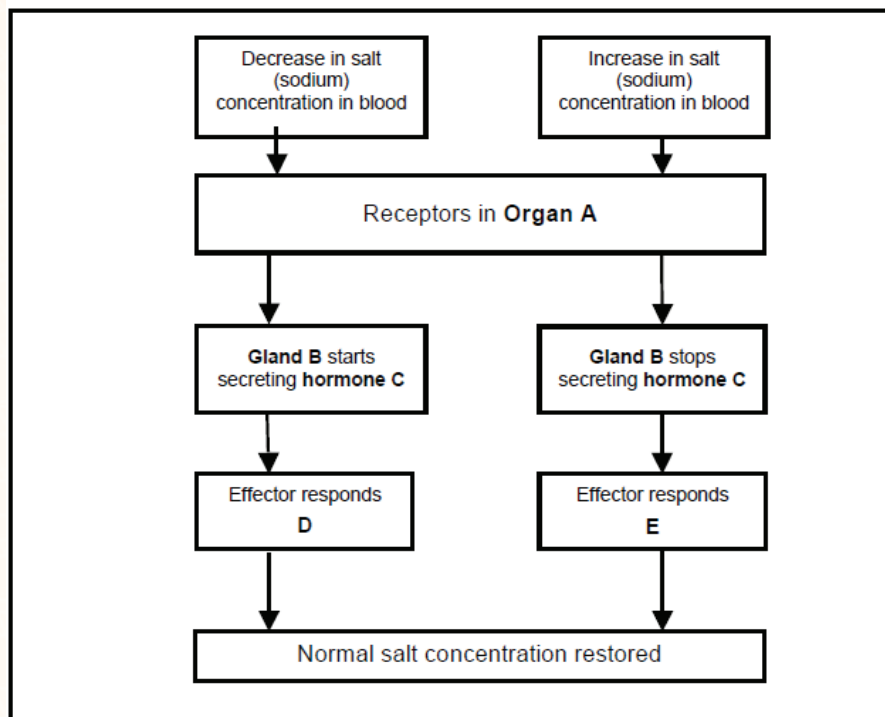 Decrease in salt
(sodium)
concentration in blood
Increase in salt
(sodium)
concentration in blood
Receptors in Organ A
Gland B starts
secreting hormone C
Gland B stops
secreting hormone C
Effector responds
D
Effector responds
E
Normal salt concentration restored